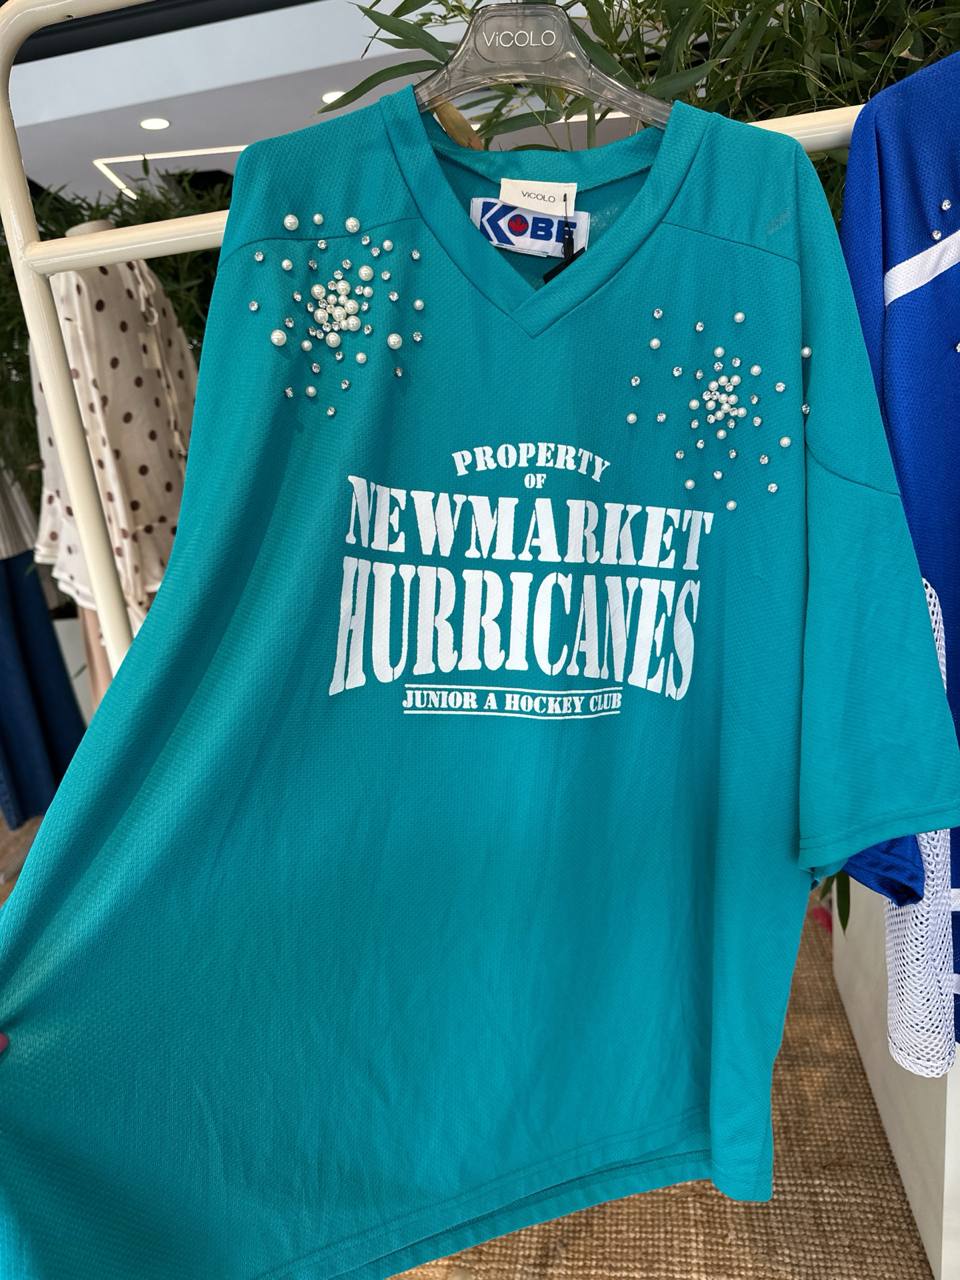 ViCOLO
ViCOLO
KOBE
PROPERTY
OF
NEWMARKET
HURRICANES
JUNIOR A HOCKEY CLUB